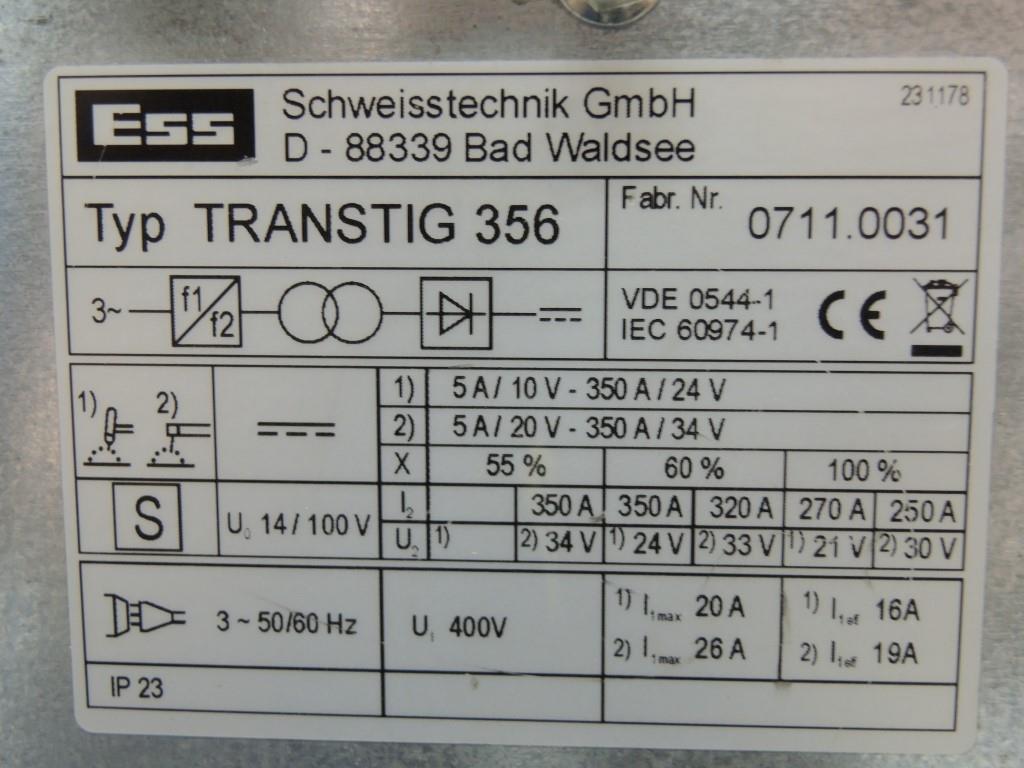 ESS Schweisstechnik GmbH 231178
D - 88339 Bad Waldsee
Typ TRANSTIG 356 Fabr. Nr. 0711.0031
3~ f1/f2 VDE 0544-1
IEC 60974-1 CE
1) 2) 1) 5 A / 10 V - 350 A / 24 V
2) 5 A / 20 V - 350 A / 34 V
X 55 % 60 % 100 %
S U₀ 14 / 100 V I₂ 350 A 350 A 320 A 270 A 250 A
U₂ 1) 2) 34 V 1) 24 V 2) 33 V 1) 21 V 2) 30 V
3 ~ 50/60 Hz U₁ 400V 1) I₁max 20 A 1) I₁ef 16A
2) I₁max 26 A 2) I₁ef 19A
IP 23